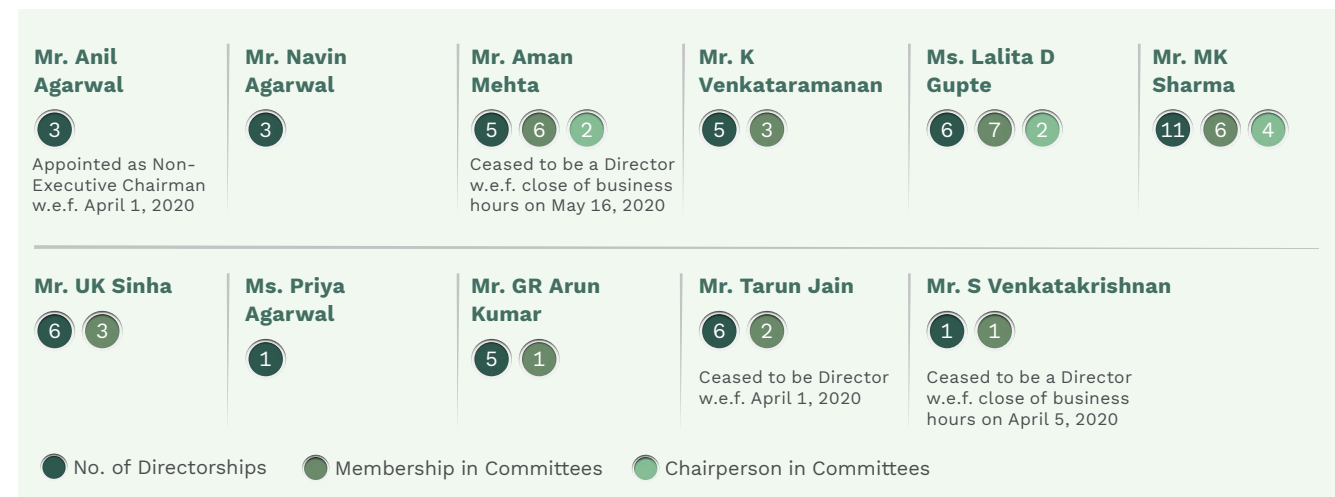 Mr. Anil
Agarwal
3
Appointed as Non-
Executive Chairman
w.e.f. April 1, 2020
Mr. Navin
Agarwal
3
Mr. Aman
Mehta
5 6 2
Ceased to be a Director
w.e.f. close of business
hours on May 16, 2020
Mr. K
Venkataramanan
5 3
Ms. Lalita D
Gupte
6 7 2
Mr. MK
Sharma
11 6 4
Mr. UK Sinha
6 3
Ms. Priya
Agarwal
1
Mr. GR Arun
Kumar
5 1
Mr. Tarun Jain
6 2
Ceased to be Director
w.e.f. April 1, 2020
Mr. S Venkatakrishnan
1 1
Ceased to be a Director
w.e.f. close of business
hours on April 5, 2020
No. of Directorships Membership in Committees Chairperson in Committees